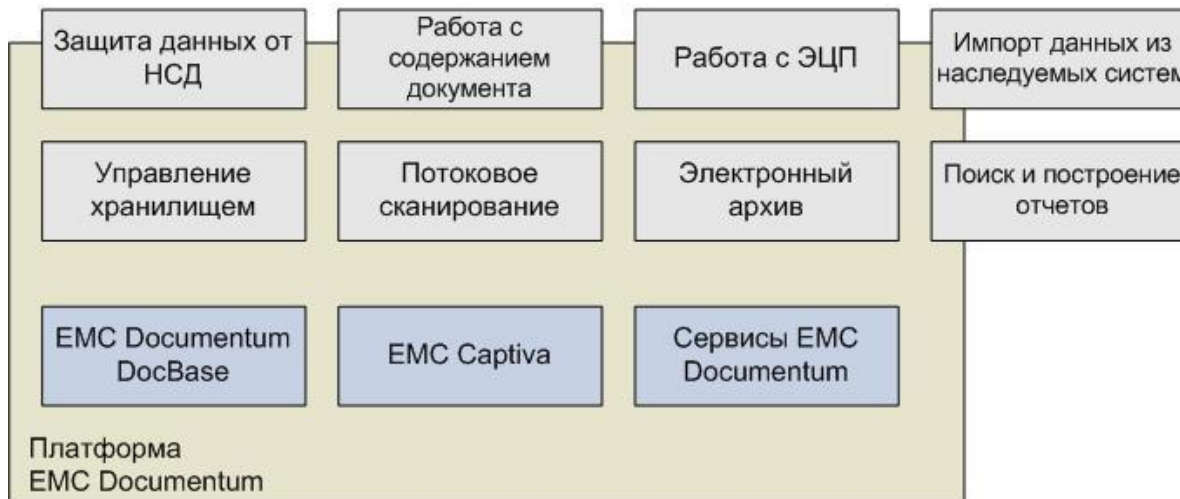 Защита данных от
НСД
Работа с
содержанием
документа
Работа с ЭЦП
Импорт данных из
наследуемых систем
Управление
хранилищем
Потоковое
сканирование
Электронный
архив
Поиск и построение
отчетов
EMC Documentum
DocBase
EMC Captiva
Сервисы EMC
Documentum
Платформа
EMC Documentum